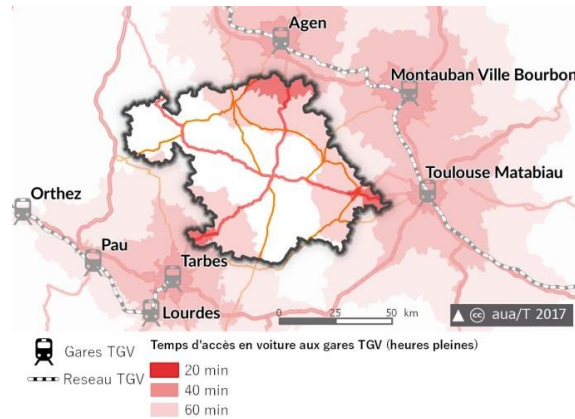 Agen
Montauban Ville Bourbon
Toulouse Matabiau
Orthez
Pau
Tarbes
Lourdes
0 25 50 km
cc aua/T 2017
Gares TGV
Reseau TGV
Temps d'accès en voiture aux gares TGV (heures pleines)
20 min
40 min
60 min